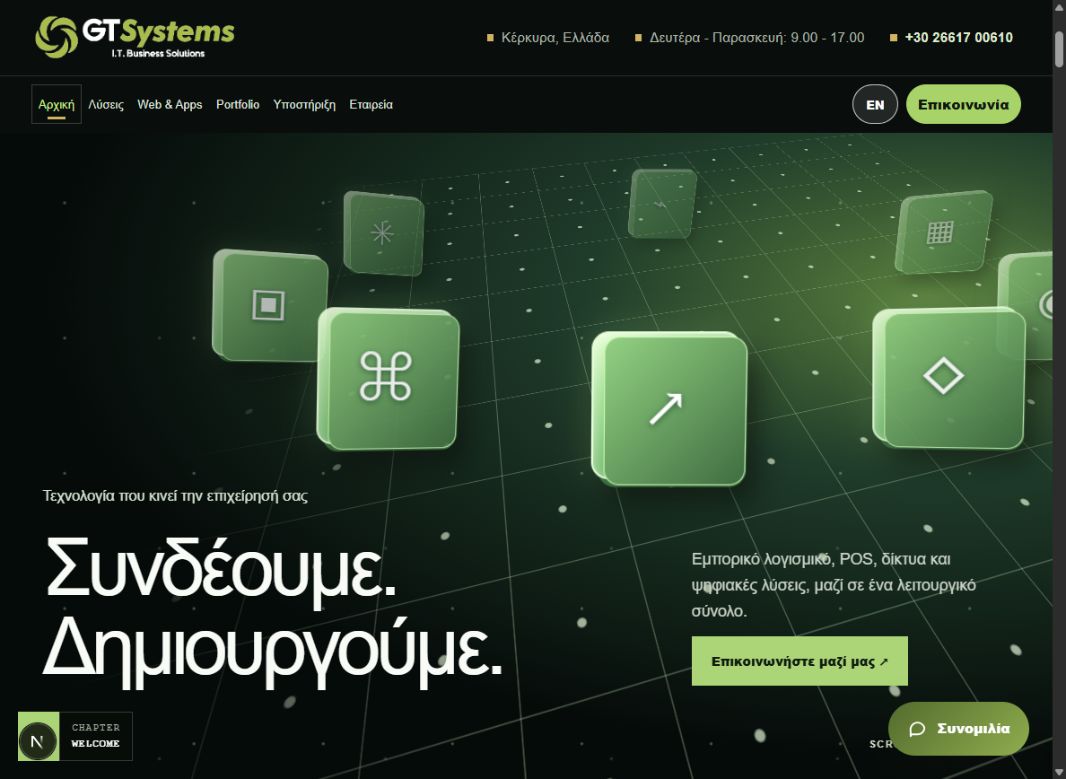 GTSystems
I.T. Business Solutions
Κέρκυρα, Ελλάδα
Δευτέρα - Παρασκευή: 9.00 - 17.00
+30 26617 00610
Αρχική
Λύσεις
Web & Apps
Portfolio
Υποστήριξη
Εταιρεία
EN
Επικοινωνία
Τεχνολογία που κινεί την επιχείρησή σας
Συνδέουμε.
Δημιουργούμε.
Εμπορικό λογισμικό, POS, δίκτυα και
ψηφιακές λύσεις, μαζί σε ένα λειτουργικό
σύνολο.
Επικοινωνήστε μαζί μας ↗
N
CHAPTER
WELCOME
SCR
Συνομιλία